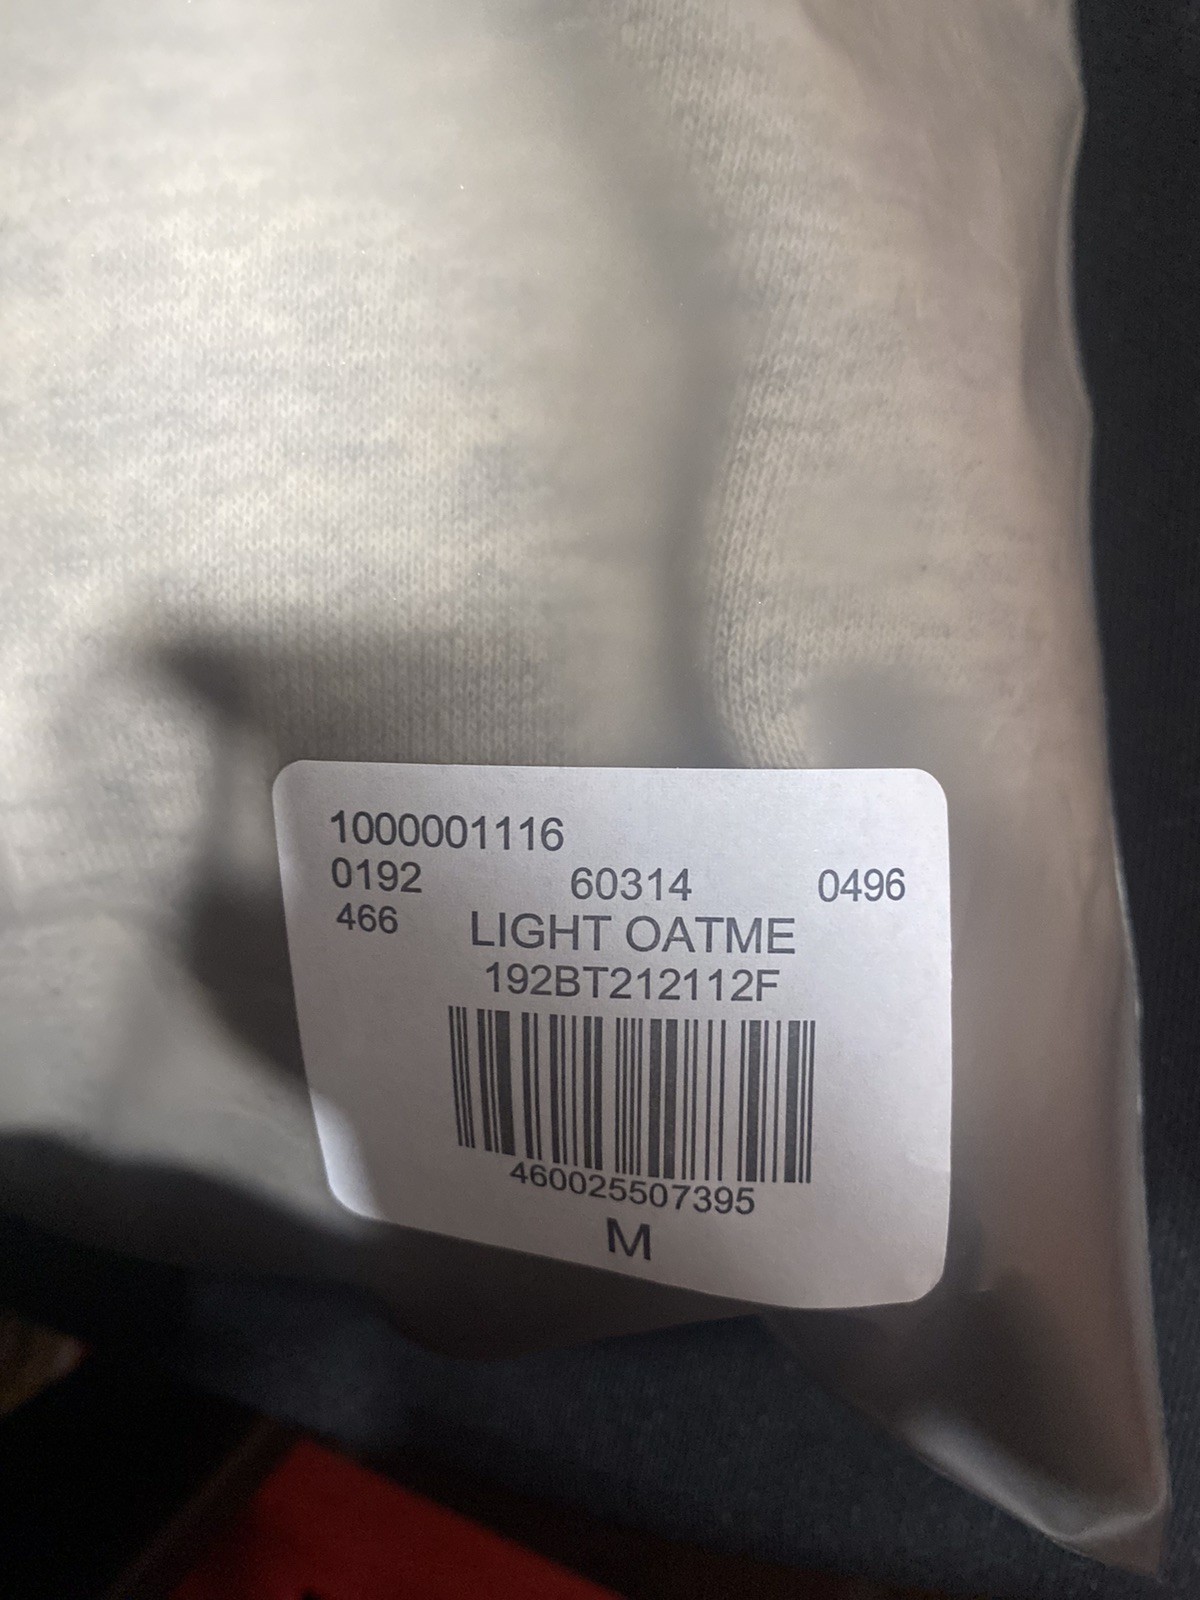 1000001116
0192 60314 0496
466 LIGHT OATME
192BT212112F
460025507395
M